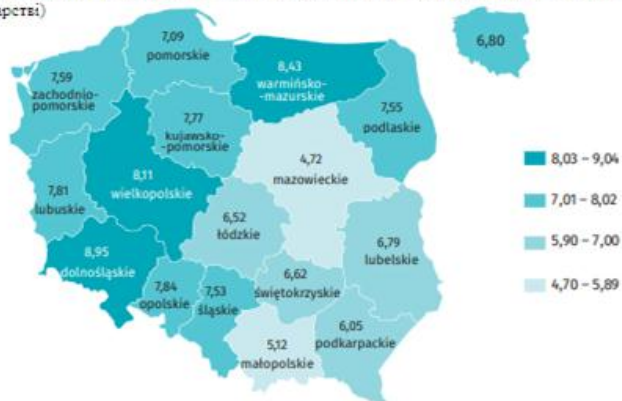 арстві)
7,09
pomorskie
8,43
warmińsko-
-mazurskie
6,80
7,59
zachodnio-
pomorskie
7,77
kujawsko-
-pomorskie
7,55
podlaskie
4,72
mazowieckie
8,11
wielkopolskie
7,81
lubuskie
6,52
łódzkie
6,79
lubelskie
8,95
dolnośląskie
7,84
opolskie
7,53
śląskie
6,62
świętokrzyskie
6,05
podkarpackie
5,12
małopolskie
8,03 – 9,04
7,01 – 8,02
5,90 – 7,00
4,70 – 5,89